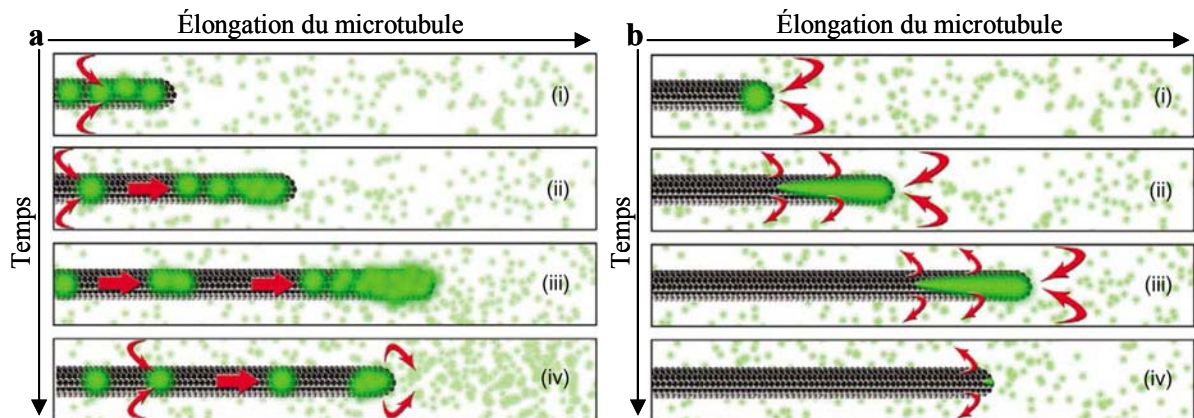 a
Élongation du microtubule
Temps
(i)
(ii)
(iii)
(iv)
b
Élongation du microtubule
Temps
(i)
(ii)
(iii)
(iv)